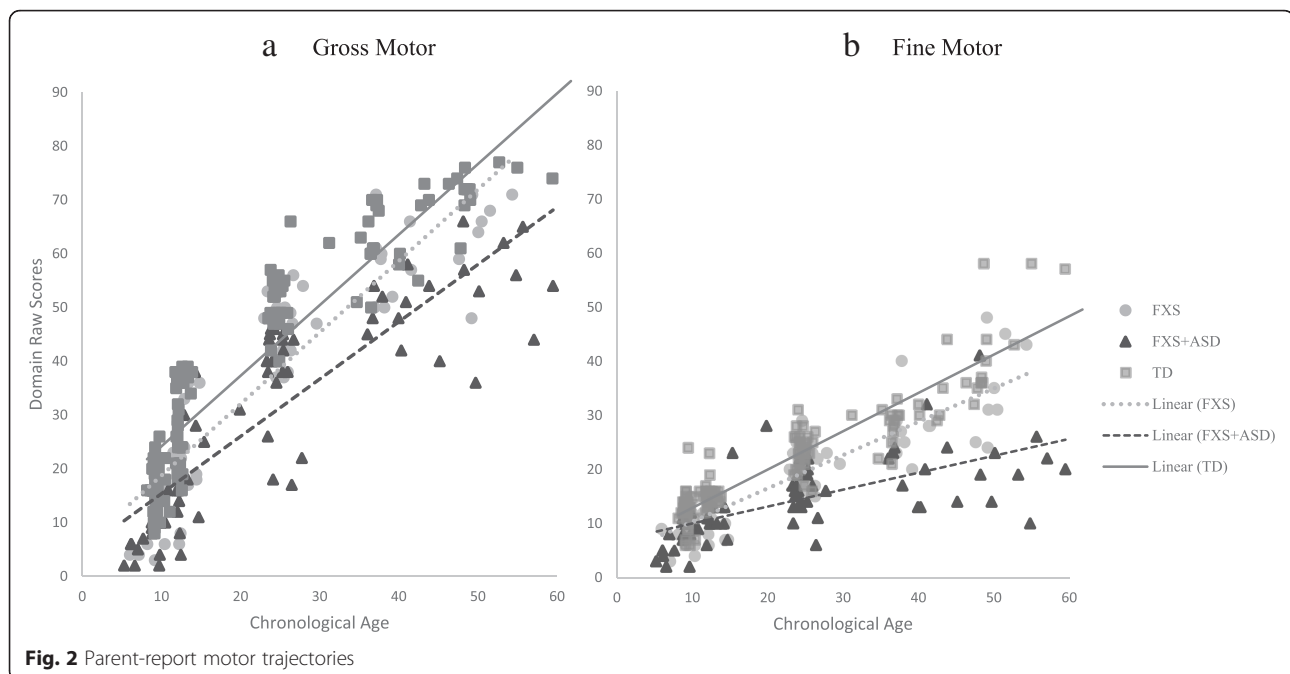 a Gross Motor
b Fine Motor
Domain Raw Scores
90
80
70
60
50
40
30
20
10
0
0 10 20 30 40 50 60
Chronological Age
90
80
70
60
50
40
30
20
10
0
0 10 20 30 40 50 60
Chronological Age
FXS
FXS+ASD
TD
Linear (FXS)
Linear (FXS+ASD)
Linear (TD)
Fig. 2 Parent-report motor trajectories